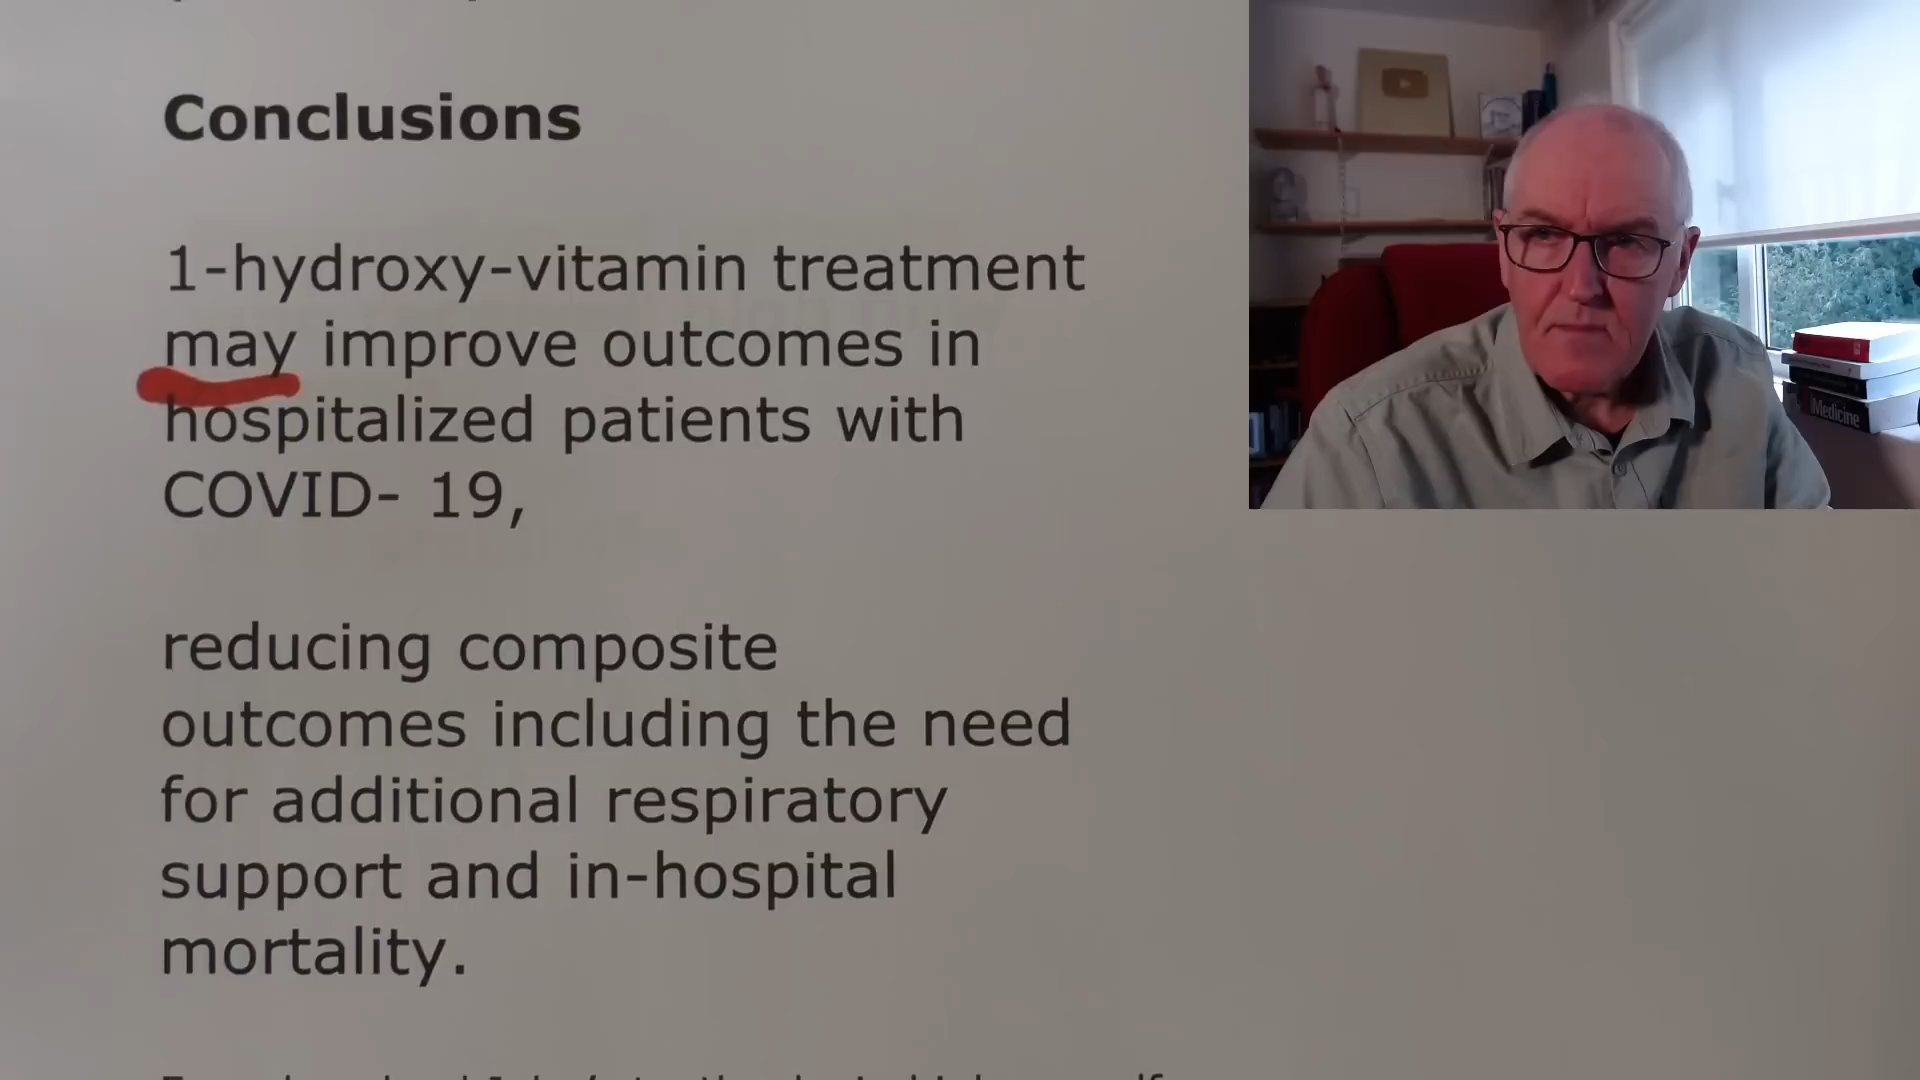 Conclusions
1-hydroxy-vitamin treatment
may improve outcomes in
hospitalized patients with
COVID- 19,
reducing composite
outcomes including the need
for additional respiratory
support and in-hospital
mortality.
Medicine